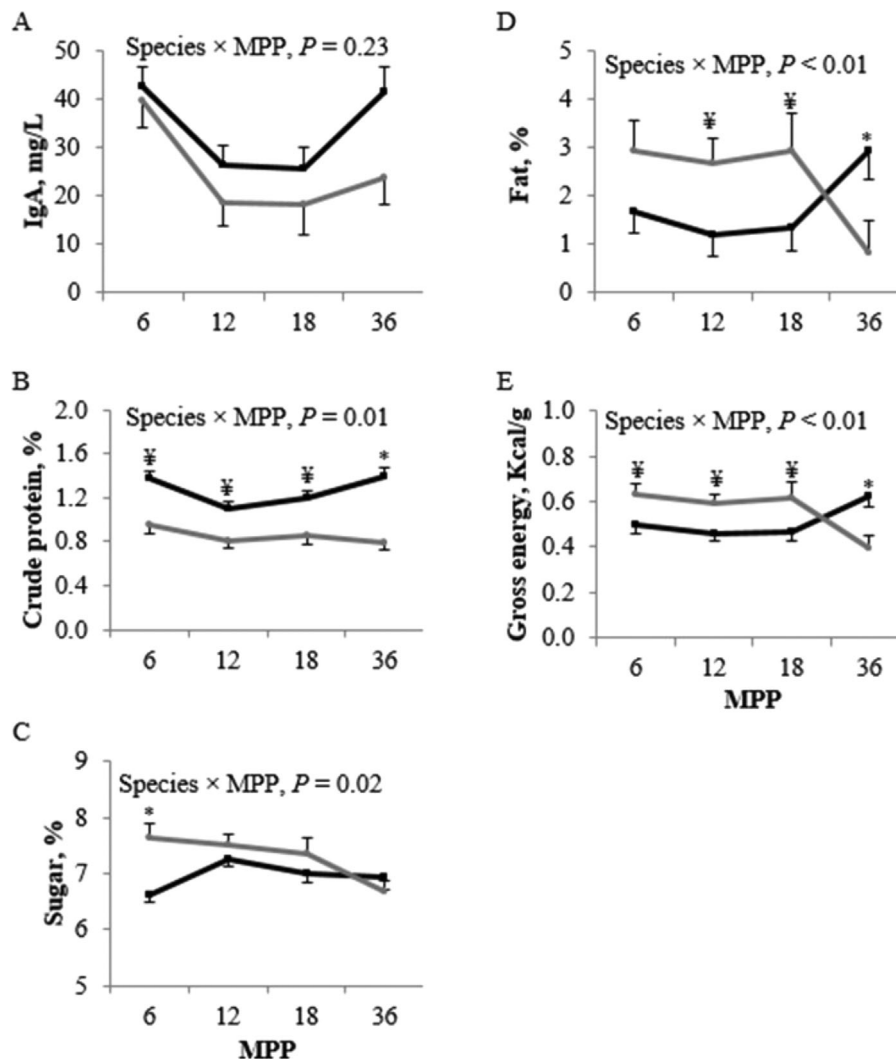 A
Species × MPP, P = 0.23
IgA, mg/L
50
40
30
20
10
0
6 12 18 36
B
Species × MPP, P = 0.01
Crude protein, %
2.0
1.6
1.2
0.8
0.4
0.0
¥ ¥ ¥ *
6 12 18 36
C
Species × MPP, P = 0.02
Sugar, %
9
8
7
6
5
*
6 12 18 36
MPP
D
Species × MPP, P < 0.01
Fat, %
5
4
3
2
1
0
¥ ¥ *
6 12 18 36
E
Species × MPP, P < 0.01
Gross energy, Kcal/g
1.0
0.8
0.6
0.4
0.2
0.0
¥ ¥ ¥ *
6 12 18 36
MPP